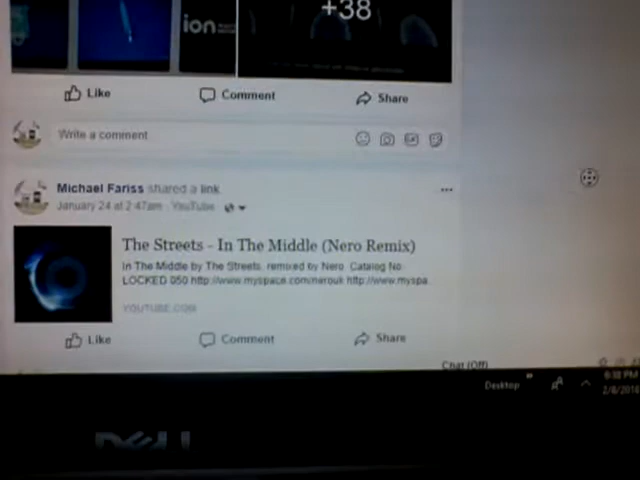 +38
ion
Like Comment Share
Write a comment
Michael Fariss shared a link
January 24 at 2:47am · YouTube
The Streets - In The Middle (Nero Remix)
In The Middle by The Streets. remixed by Nero. Catalog No.
LOCKED 050 http://www.myspace.com/nerouk http://www.myspa
YOUTUBE.COM
Like Comment Share
Chat (Off)
Desktop
6:38 PM
DELL